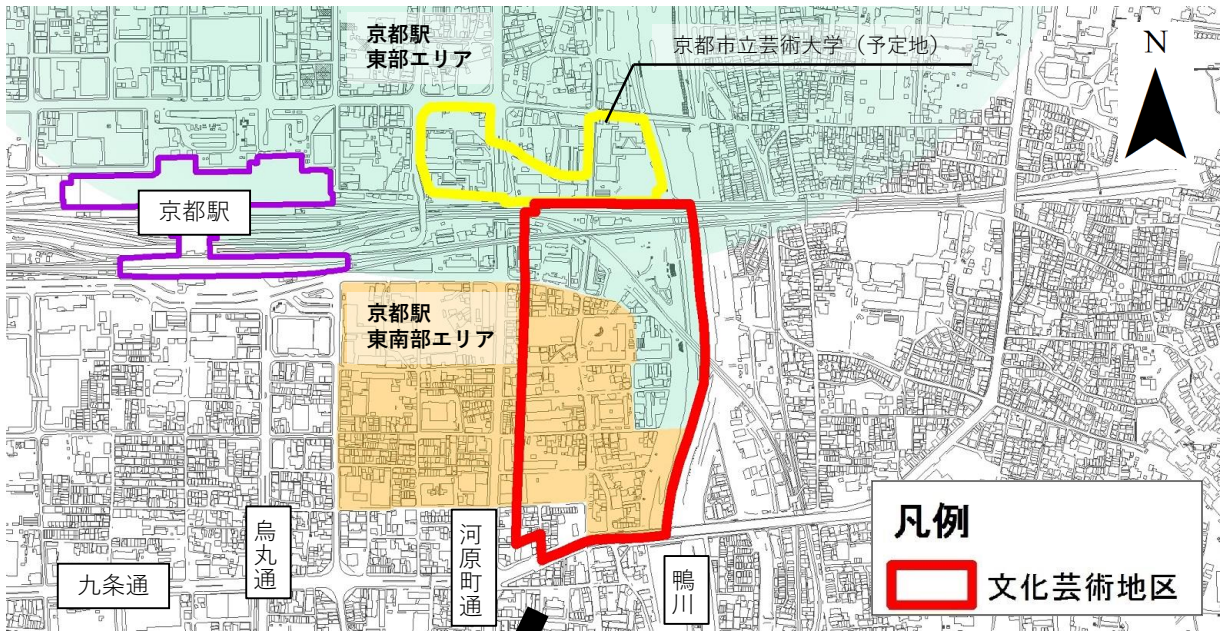 京都駅
東部エリア
京都市立芸術大学（予定地）
N
京都駅
京都駅
東南部エリア
烏丸通
河原町通
九条通
鴨川
凡例
文化芸術地区